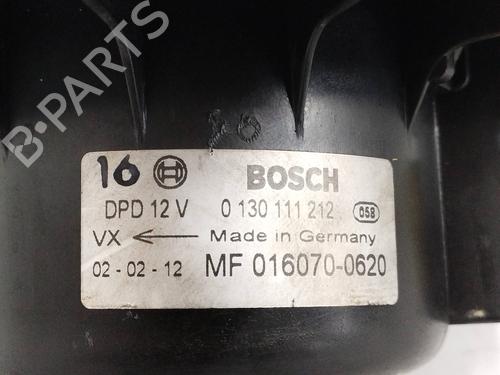 B-PARTS
16 BOSCH
DPD 12 V 0 130 111 212 058
VX ← Made in Germany
02 - 02 - 12 MF 016070-0620